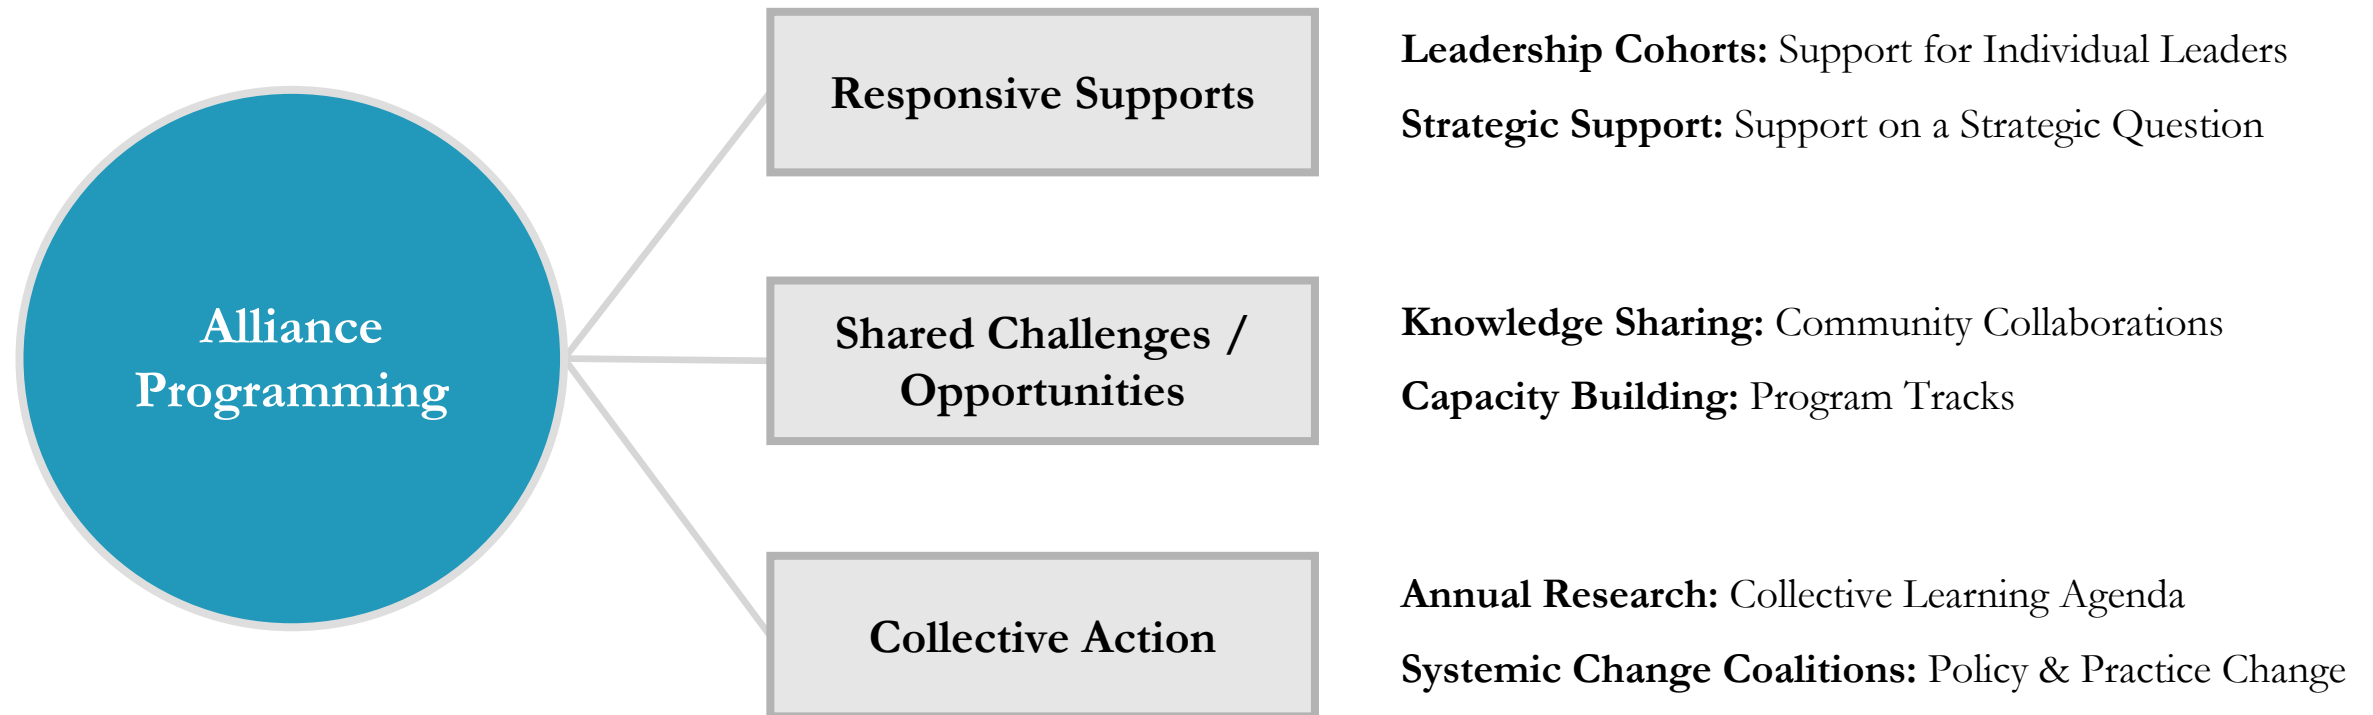 Alliance
Programming
Responsive Supports
Leadership Cohorts: Support for Individual Leaders
Strategic Support: Support on a Strategic Question
Shared Challenges /
Opportunities
Knowledge Sharing: Community Collaborations
Capacity Building: Program Tracks
Collective Action
Annual Research: Collective Learning Agenda
Systemic Change Coalitions: Policy & Practice Change